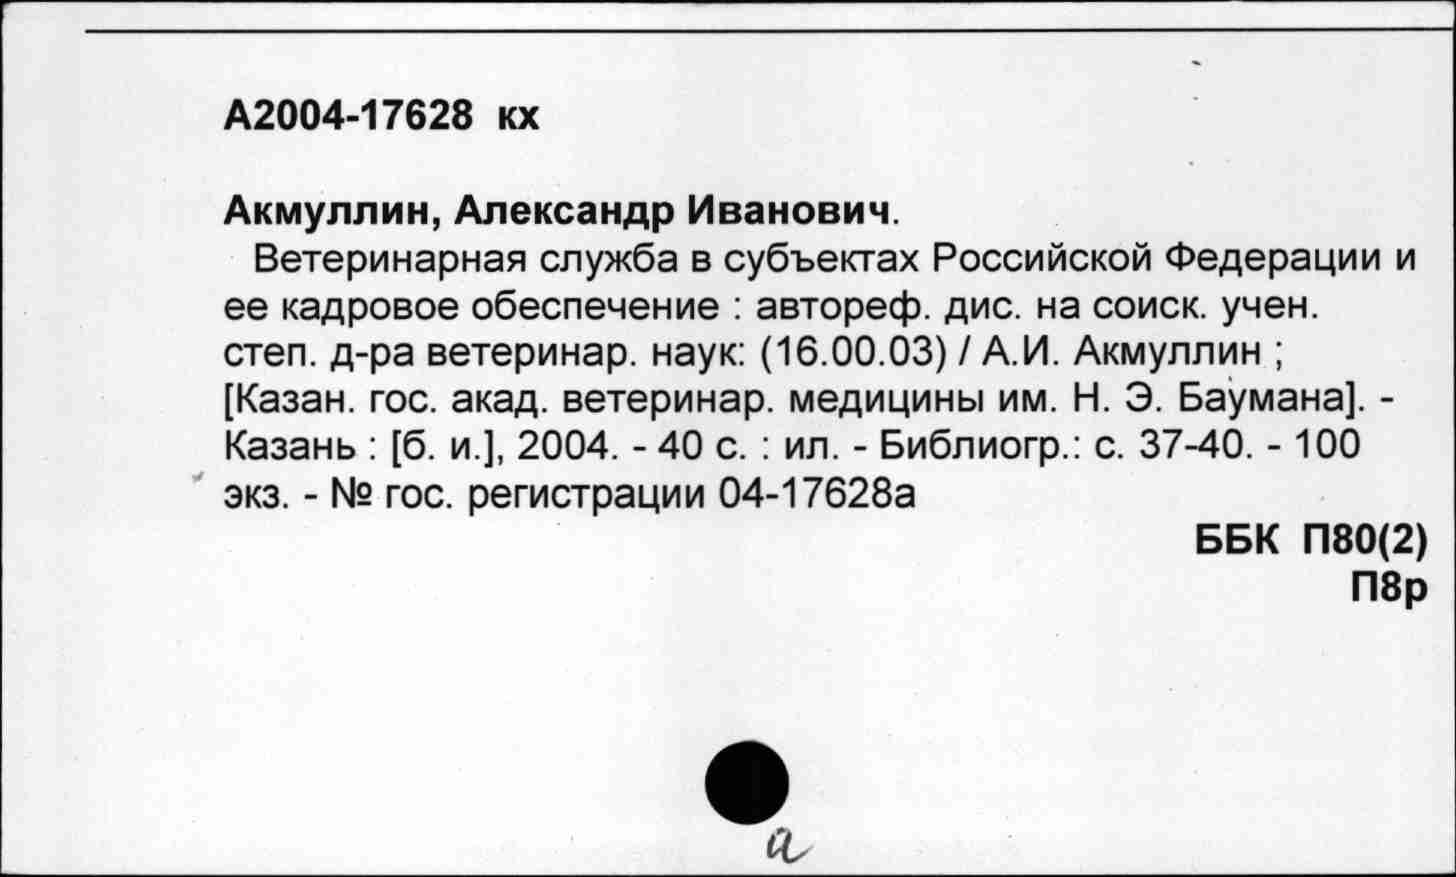 А2004-17628 кх
Акмуллин, Александр Иванович.
Ветеринарная служба в субъектах Российской Федерации и
ее кадровое обеспечение : автореф. дис. на соиск. учен.
степ. д-ра ветеринар. наук: (16.00.03) / А.И. Акмуллин ;
[Казан. гос. акад. ветеринар. медицины им. Н. Э. Баумана]. -
Казань : [б. и.], 2004. - 40 с. : ил. - Библиогр.: с. 37-40. - 100
экз. - № гос. регистрации 04-17628а
ББК П80(2)
П8р
а